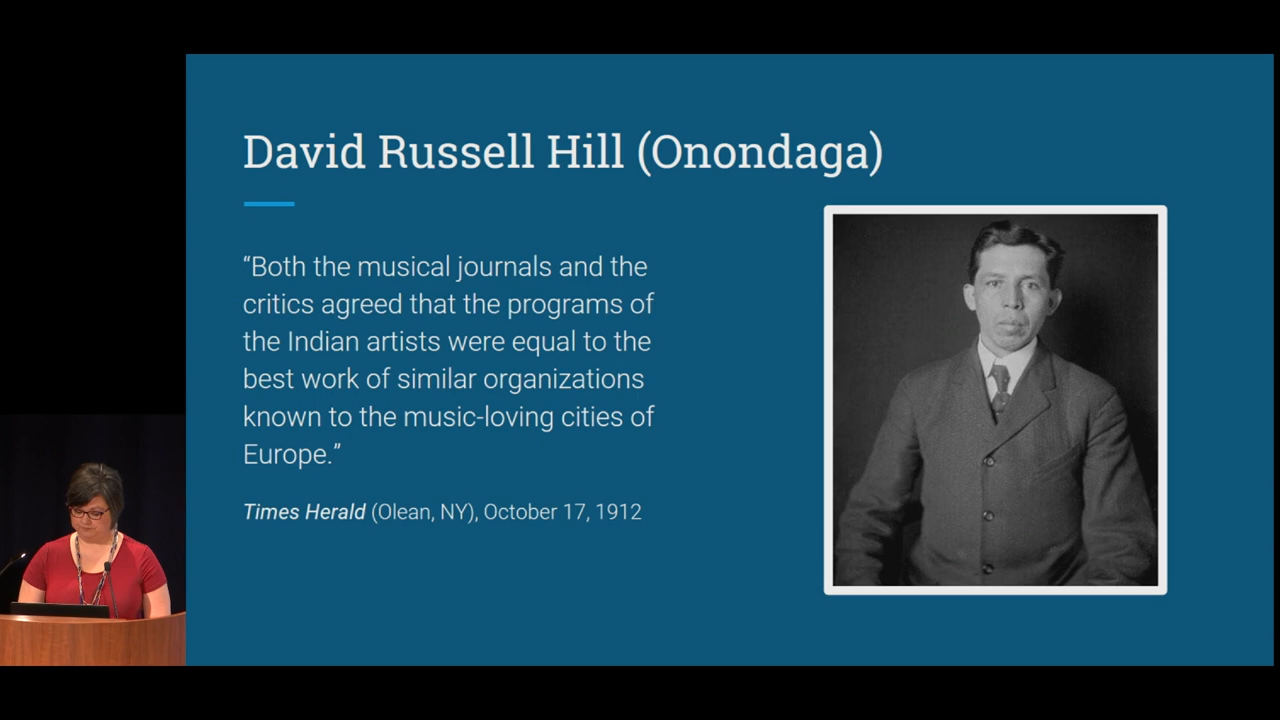 David Russell Hill (Onondaga)
“Both the musical journals and the
critics agreed that the programs of
the Indian artists were equal to the
best work of similar organizations
known to the music-loving cities of
Europe.”
Times Herald (Olean, NY), October 17, 1912